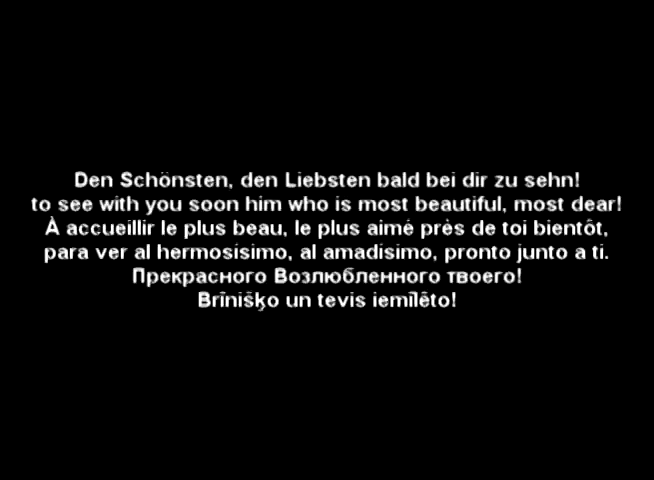 Den Schönsten, den Liebsten bald bei dir zu sehn!
to see with you soon him who is most beautiful, most dear!
À accueillir le plus beau, le plus aimé près de toi bientôt,
para ver al hermosísimo, al amadísimo, pronto junto a ti.
Прекрасного Возлюбленного твоего!
Brīnišķo un tevis iemīlēto!